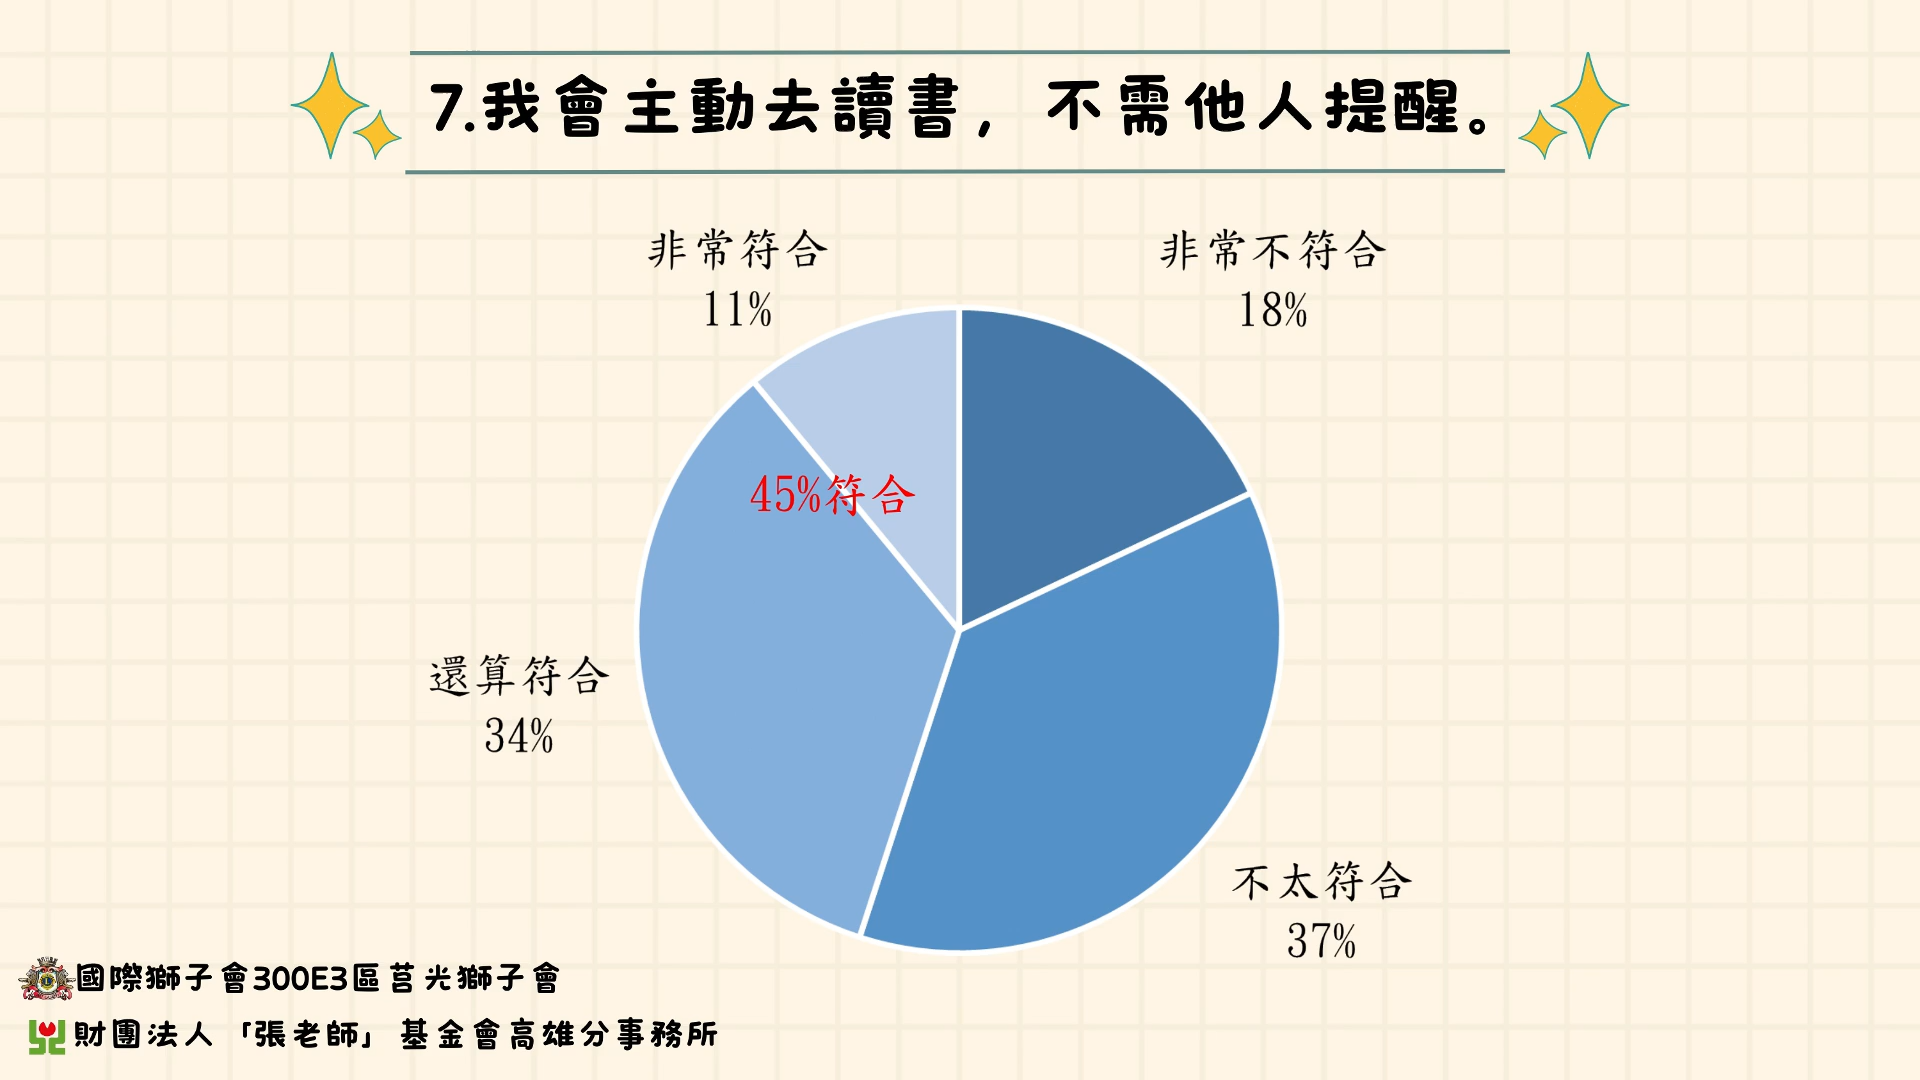 7.我會主動去讀書，不需他人提醒。
非常符合
11%
非常不符合
18%
45%符合
還算符合
34%
不太符合
37%
國際獅子會300E3區莒光獅子會
財團法人「張老師」基金會高雄分事務所